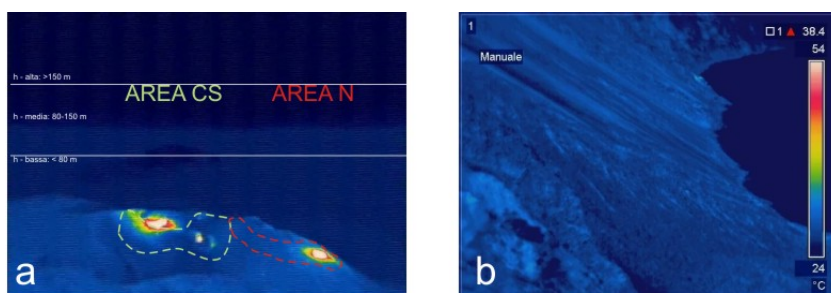 h - alta: >150 m
AREA CS
AREA N
h - media: 80-150 m
h - bassa: < 80 m
a
1
1 38.4
54
Manuale
24
°C
b